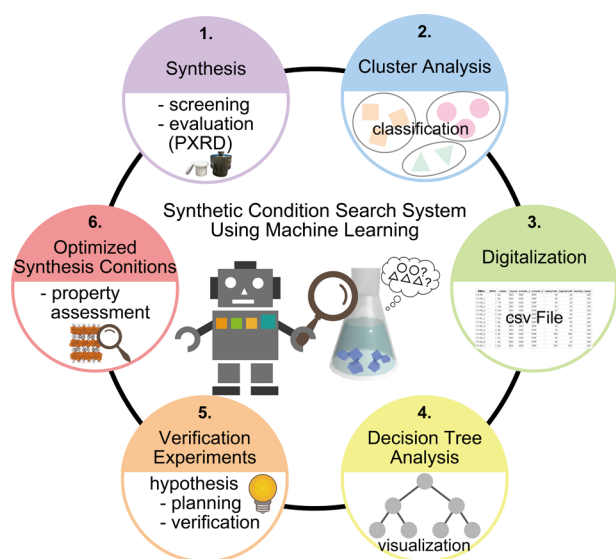 1.
Synthesis
- screening
- evaluation
(PXRD)
2.
Cluster Analysis
classification
3.
Digitalization
csv File
4.
Decision Tree
Analysis
visualization
5.
Verification
Experiments
hypothesis
- planning
- verification
6.
Optimized
Synthesis Conitions
- property
assessment
Synthetic Condition Search System
Using Machine Learning
○○?
△△△?